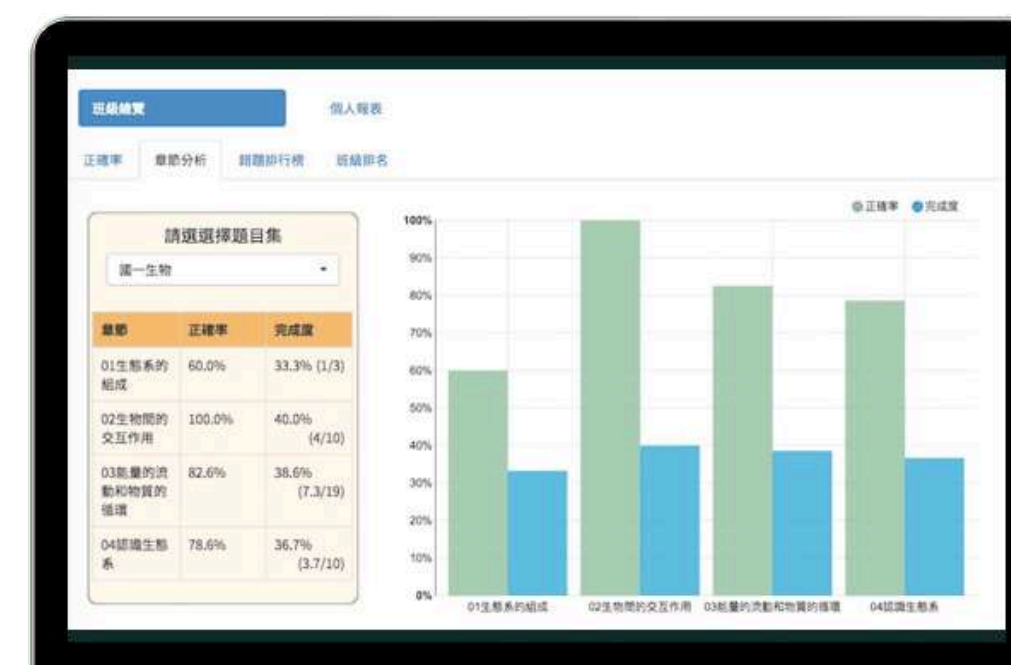 班級總覽
個人報表
正確率
章節分析
錯題排行榜
班級排名
請選選擇題目集
國一生物
章節 正確率 完成度
01生態系的 60.0% 33.3% (1/3)
組成
02生物間的 100.0% 40.0%
交互作用 (4/10)
03能量的流 82.6% 38.6%
動和物質的 (7.3/19)
循環
04認識生態 78.6% 36.7%
系 (3.7/10)
正確率 完成度
100%
90%
80%
70%
60%
50%
40%
30%
20%
10%
0%
01生態系的組成
02生物間的交互作用
03能量的流動和物質的循環
04認識生態系